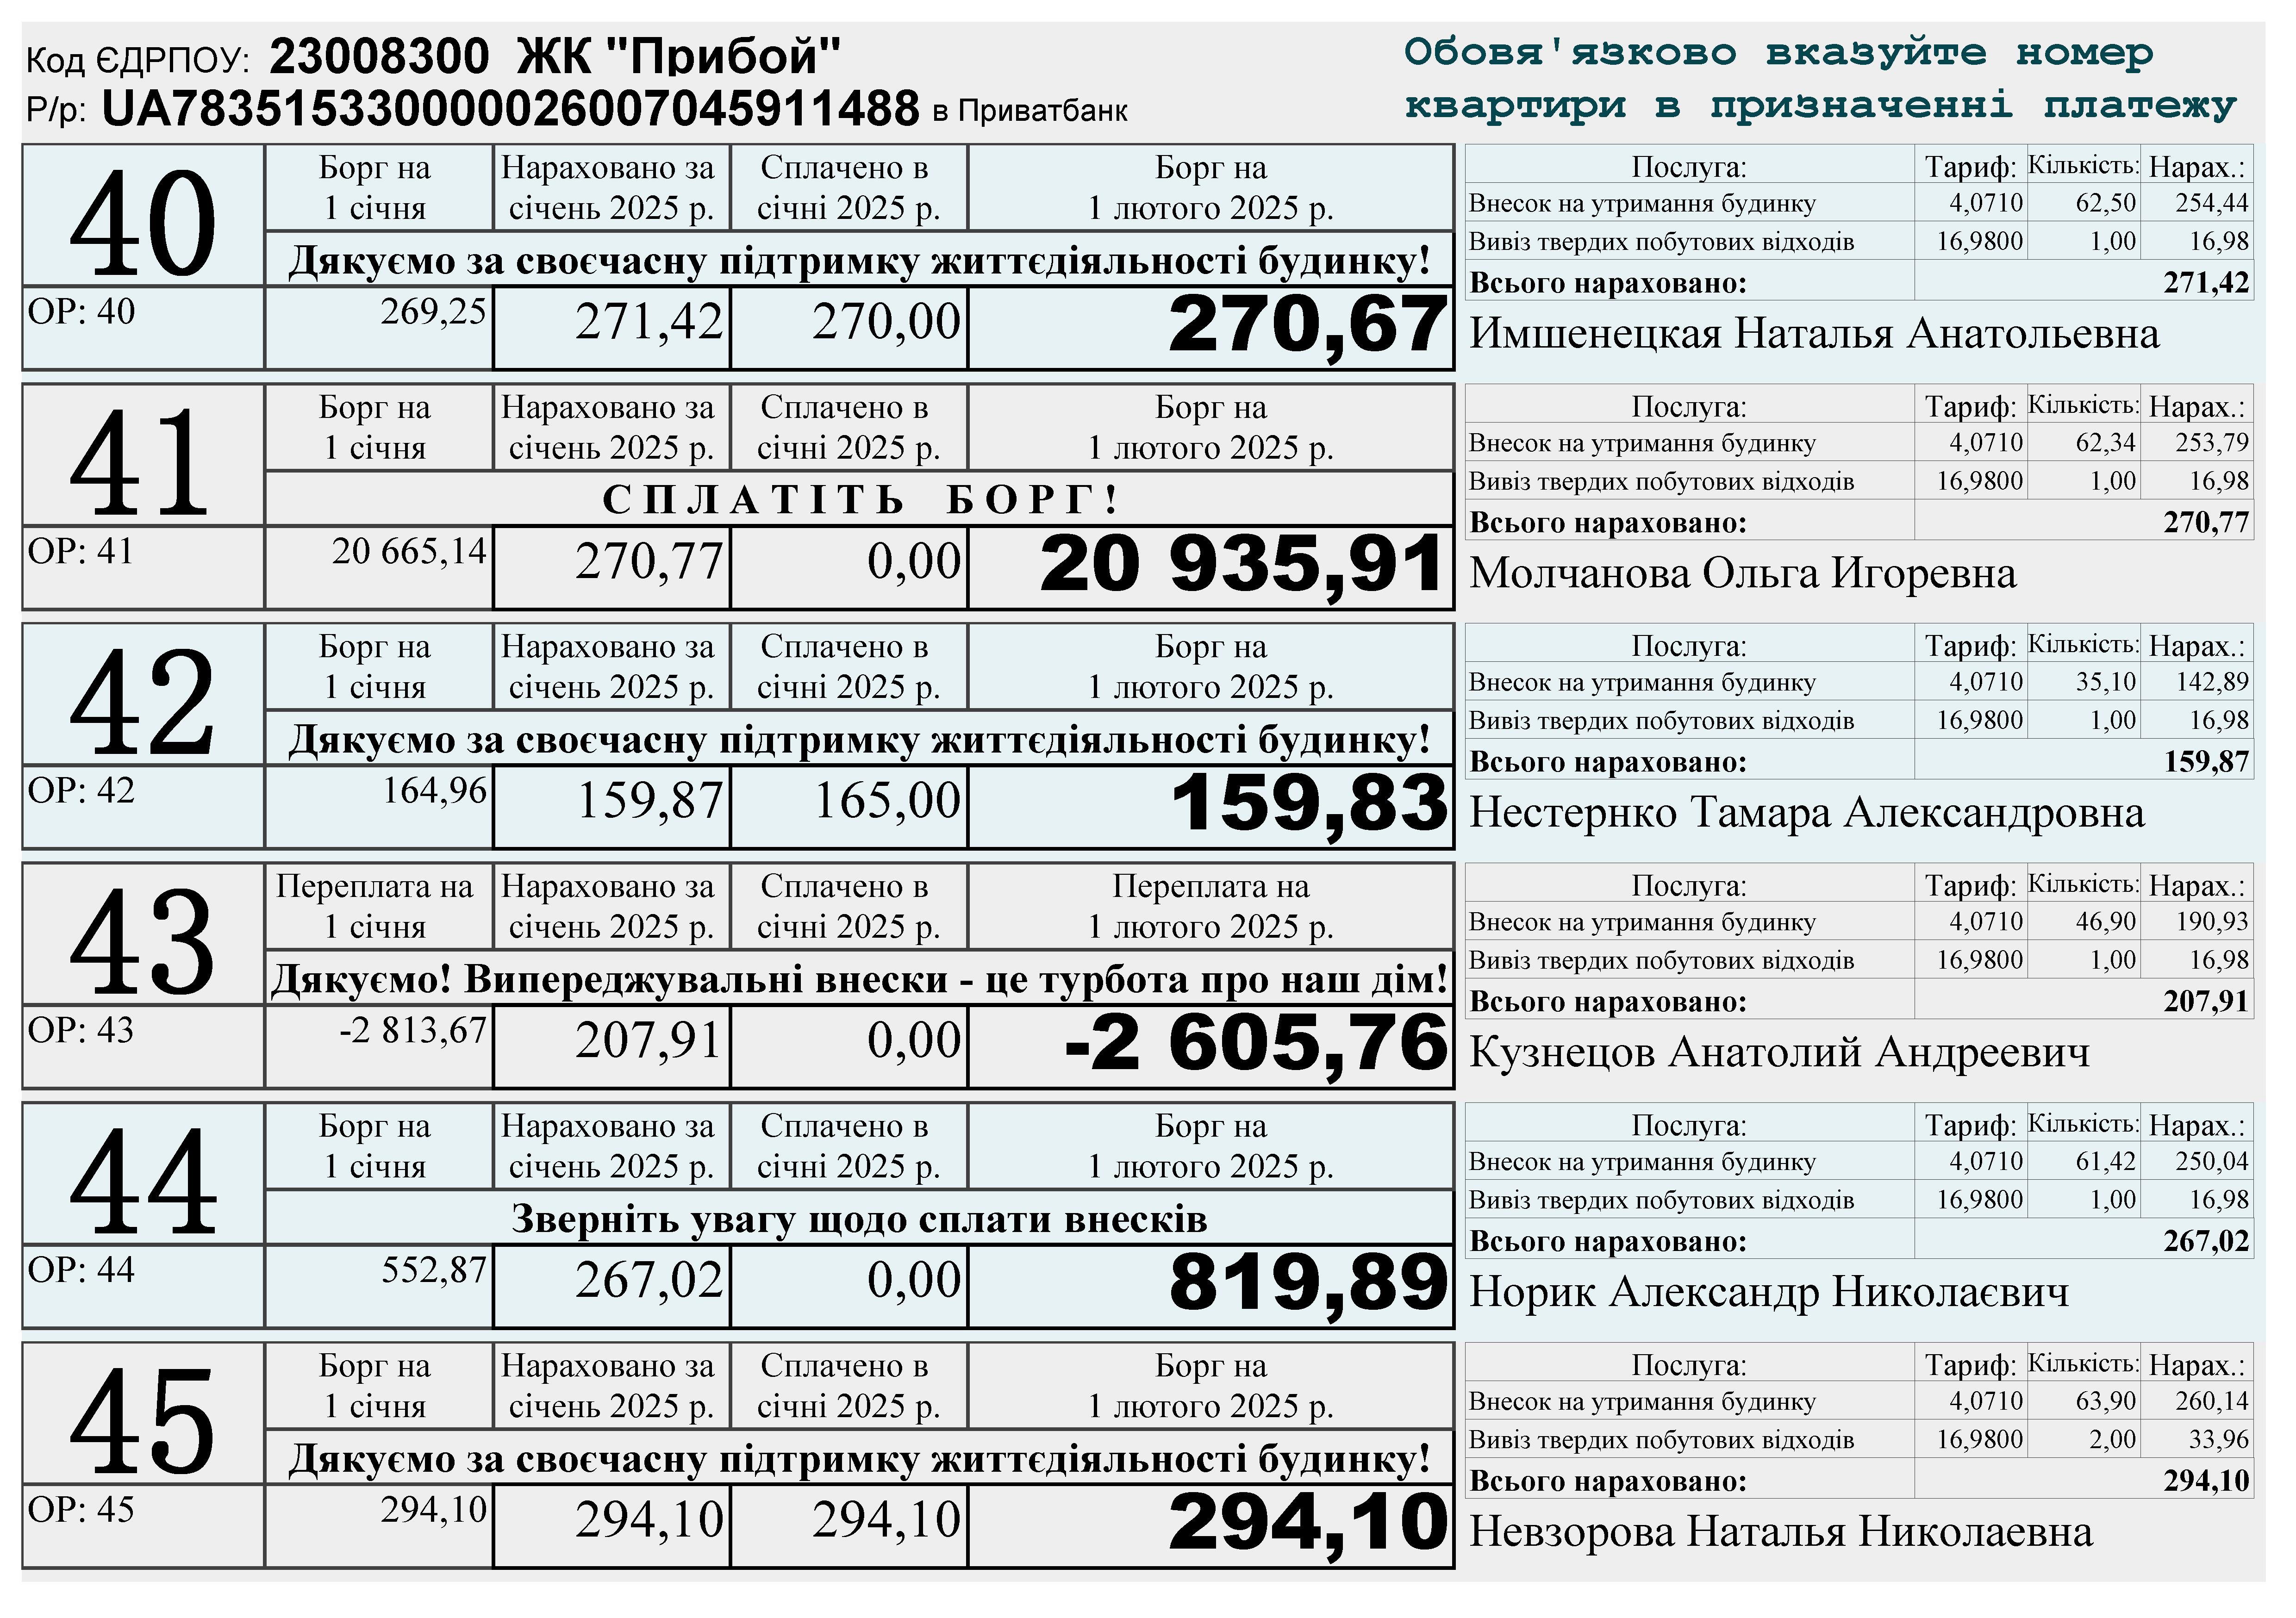 Код ЄДРПОУ: 23008300 ЖК "Прибой"
Р/р: UA783515330000026007045911488 в Приватбанк
Обовя'язково вказуйте номер
квартири в призначенні платежу
40
Борг на 1 січня
Нараховано за січень 2025 р.
Сплачено в січні 2025 р.
Борг на 1 лютого 2025 р.
Дякуємо за своєчасну підтримку життєдіяльності будинку!
ОР: 40 269,25 271,42 270,00 270,67
Послуга: Тариф: Кількість: Нарах.:
Внесок на утримання будинку 4,0710 62,50 254,44
Вивіз твердих побутових відходів 16,9800 1,00 16,98
Всього нараховано: 271,42
Имшенецкая Наталья Анатольевна
41
Борг на 1 січня
Нараховано за січень 2025 р.
Сплачено в січні 2025 р.
Борг на 1 лютого 2025 р.
С П Л А Т І Т Ь Б О Р Г !
ОР: 41 20 665,14 270,77 0,00 20 935,91
Послуга: Тариф: Кількість: Нарах.:
Внесок на утримання будинку 4,0710 62,34 253,79
Вивіз твердих побутових відходів 16,9800 1,00 16,98
Всього нараховано: 270,77
Молчанова Ольга Игоревна
42
Борг на 1 січня
Нараховано за січень 2025 р.
Сплачено в січні 2025 р.
Борг на 1 лютого 2025 р.
Дякуємо за своєчасну підтримку життєдіяльності будинку!
ОР: 42 164,96 159,87 165,00 159,83
Послуга: Тариф: Кількість: Нарах.:
Внесок на утримання будинку 4,0710 35,10 142,89
Вивіз твердих побутових відходів 16,9800 1,00 16,98
Всього нараховано: 159,87
Нестернко Тамара Александровна
43
Переплата на 1 січня
Нараховано за січень 2025 р.
Сплачено в січні 2025 р.
Переплата на 1 лютого 2025 р.
Дякуємо! Випереджувальні внески - це турбота про наш дім!
ОР: 43 -2 813,67 207,91 0,00 -2 605,76
Послуга: Тариф: Кількість: Нарах.:
Внесок на утримання будинку 4,0710 46,90 190,93
Вивіз твердих побутових відходів 16,9800 1,00 16,98
Всього нараховано: 207,91
Кузнецов Анатолий Андреевич
44
Борг на 1 січня
Нараховано за січень 2025 р.
Сплачено в січні 2025 р.
Борг на 1 лютого 2025 р.
Зверніть увагу щодо сплати внесків
ОР: 44 552,87 267,02 0,00 819,89
Послуга: Тариф: Кількість: Нарах.:
Внесок на утримання будинку 4,0710 61,42 250,04
Вивіз твердих побутових відходів 16,9800 1,00 16,98
Всього нараховано: 267,02
Норик Александр Николаєвич
45
Борг на 1 січня
Нараховано за січень 2025 р.
Сплачено в січні 2025 р.
Борг на 1 лютого 2025 р.
Дякуємо за своєчасну підтримку життєдіяльності будинку!
ОР: 45 294,10 294,10 294,10 294,10
Послуга: Тариф: Кількість: Нарах.:
Внесок на утримання будинку 4,0710 63,90 260,14
Вивіз твердих побутових відходів 16,9800 2,00 33,96
Всього нараховано: 294,10
Невзорова Наталья Николаевна